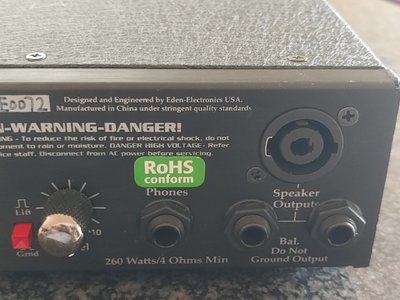 E0072
Designed and Engineered by Eden-Electronics USA.
Manufactured in China under stringent quality standards
-WARNING-DANGER!
- To reduce the risk of fire or electrical shock, do not
to rain or moisture. DANGER HIGH VOLTAGE- Refer
staff. Disconnect from AC power before servicing.
RoHS
conform
Phones
Speaker
Outputs
Lift
10
Grnd
Bal.
Do Not
Ground Output
260 Watts/4 Ohms Min